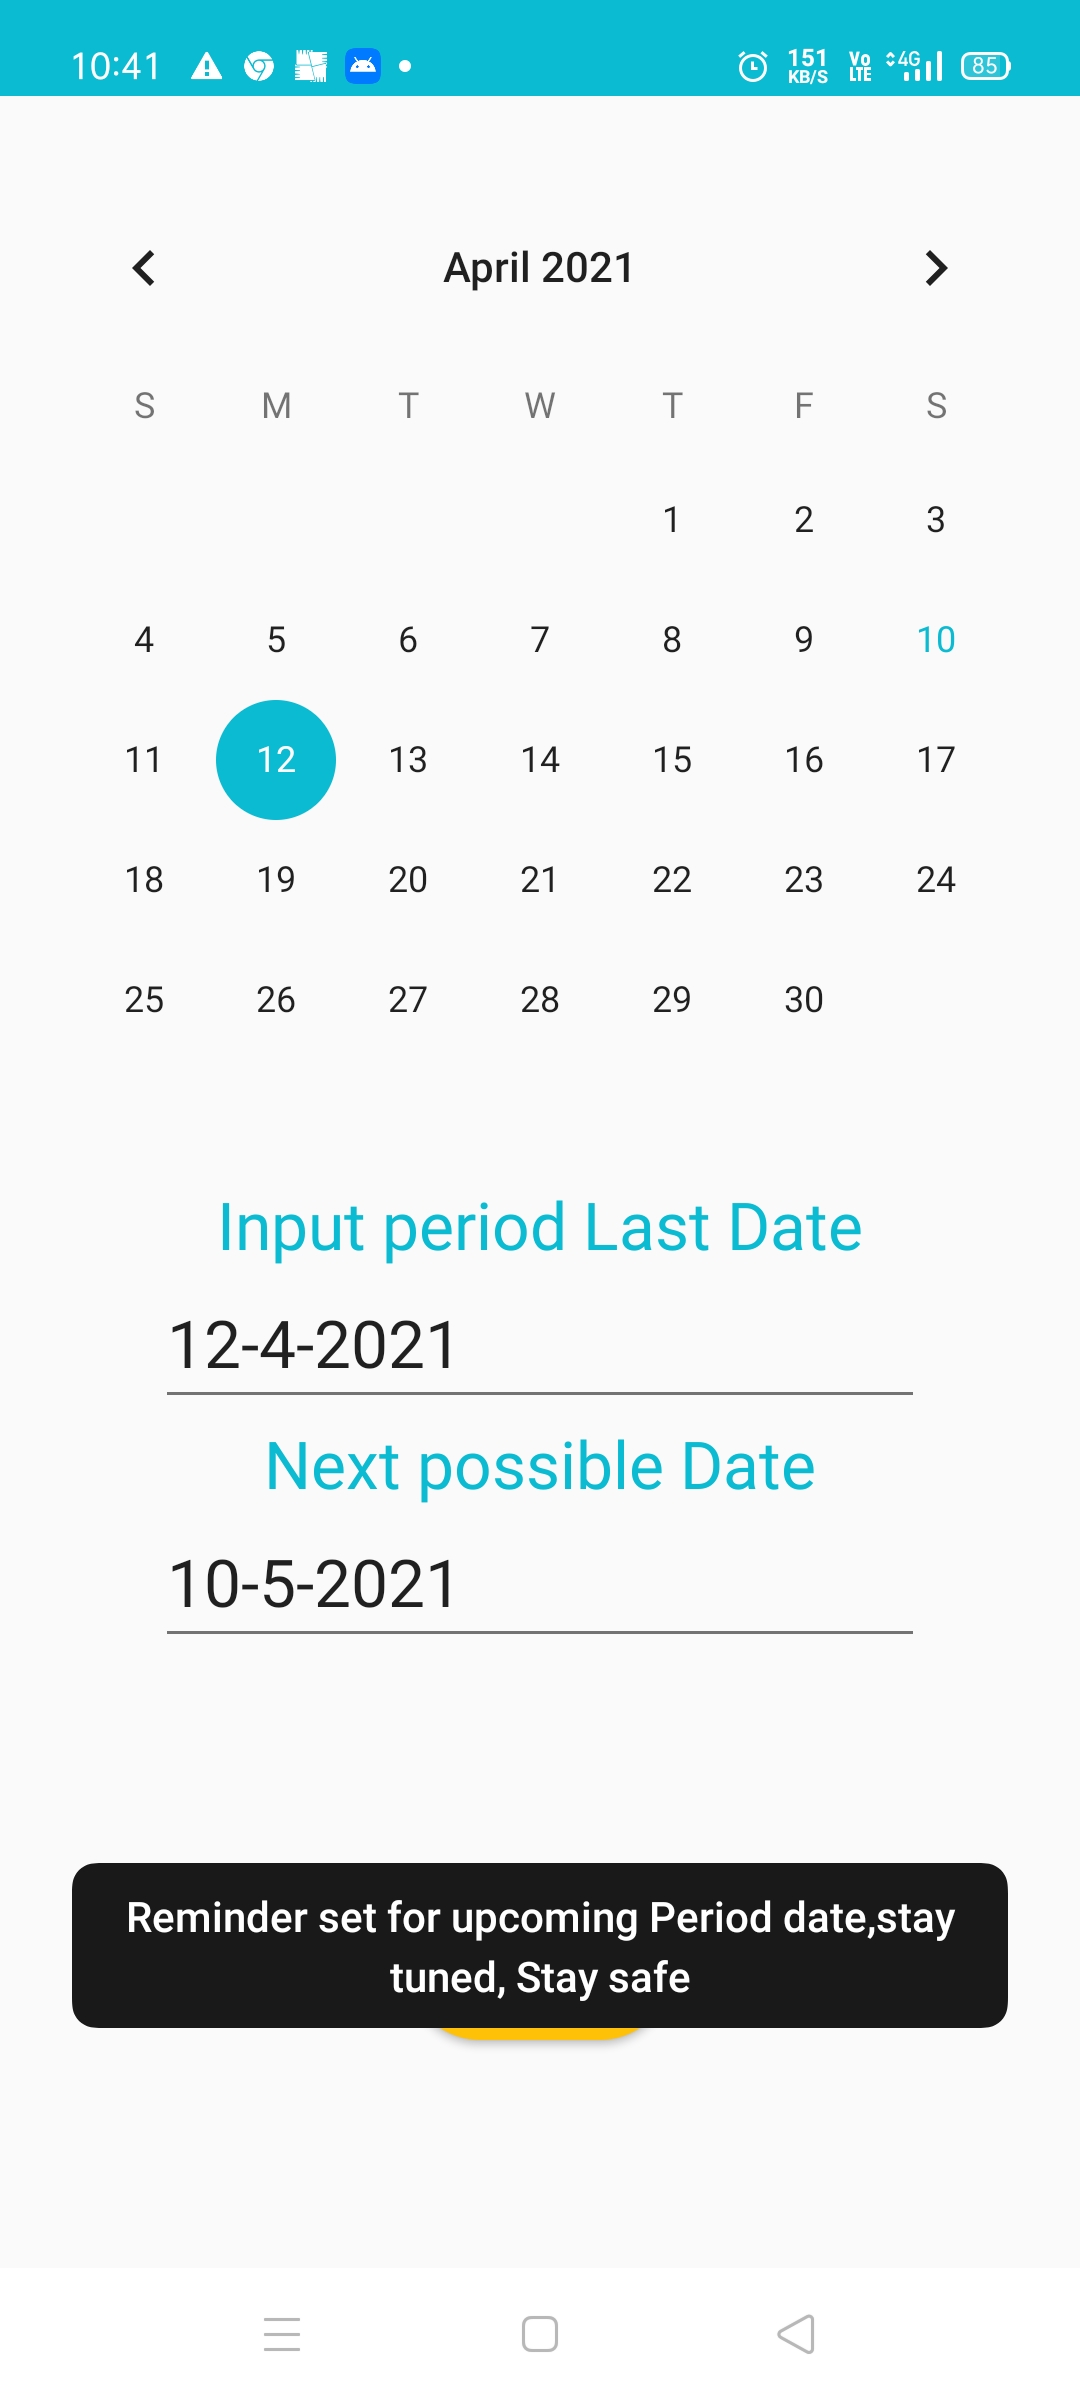 10:41 151 KB/S Vo LTE 4G 85
April 2021
S M T W T F S
1 2 3
4 5 6 7 8 9 10
11 12 13 14 15 16 17
18 19 20 21 22 23 24
25 26 27 28 29 30
Input period Last Date
12-4-2021
Next possible Date
10-5-2021
Reminder set for upcoming Period date,stay
tuned, Stay safe